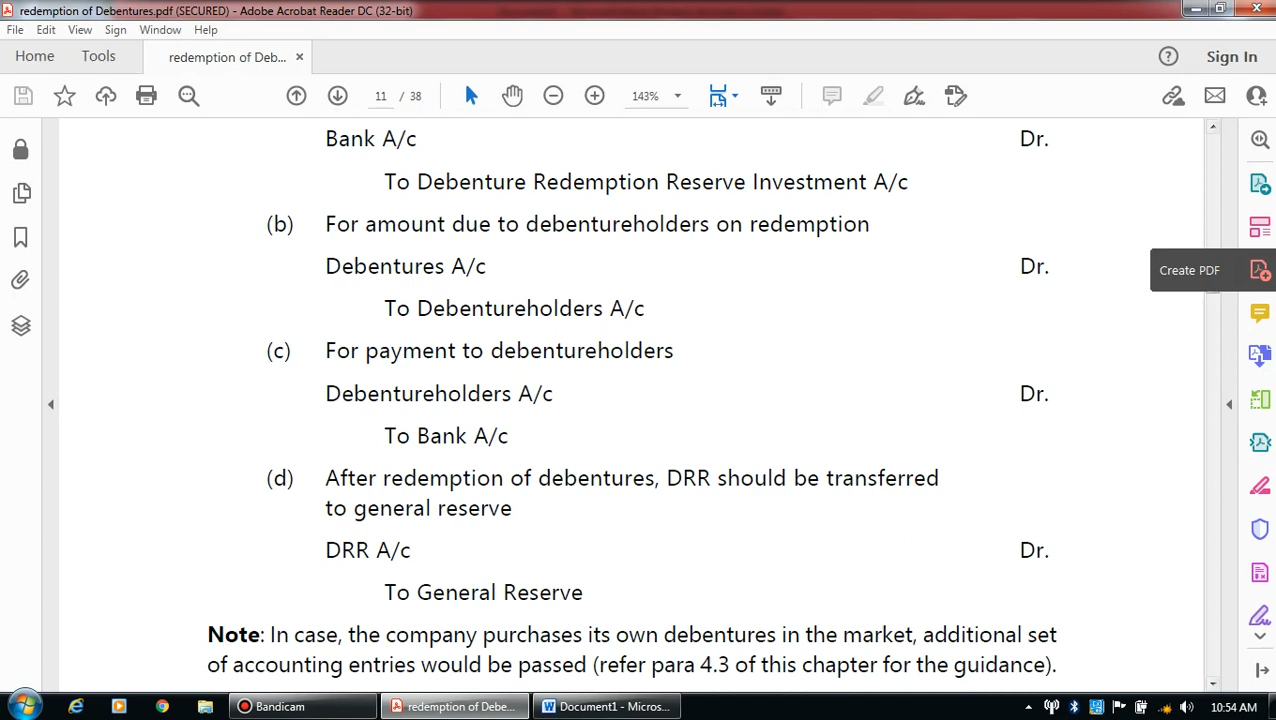 redemption of Debentures.pdf (SECURED) - Adobe Acrobat Reader DC (32-bit)
File Edit View Window Help
Home Tools redemption of Deb... × Sign In
11 / 38 143%
Bank A/c Dr.
To Debenture Redemption Reserve Investment A/c
(b) For amount due to debentureholders on redemption
Debentures A/c Dr.
Create PDF
To Debentureholders A/c
(c) For payment to debentureholders
Debentureholders A/c Dr.
To Bank A/c
(d) After redemption of debentures, DRR should be transferred
to general reserve
DRR A/c Dr.
To General Reserve
Note: In case, the company purchases its own debentures in the market, additional set
of accounting entries would be passed (refer para 4.3 of this chapter for the guidance).
Bandicam redemption of Debe... Document1 - Micros... 10:54 AM